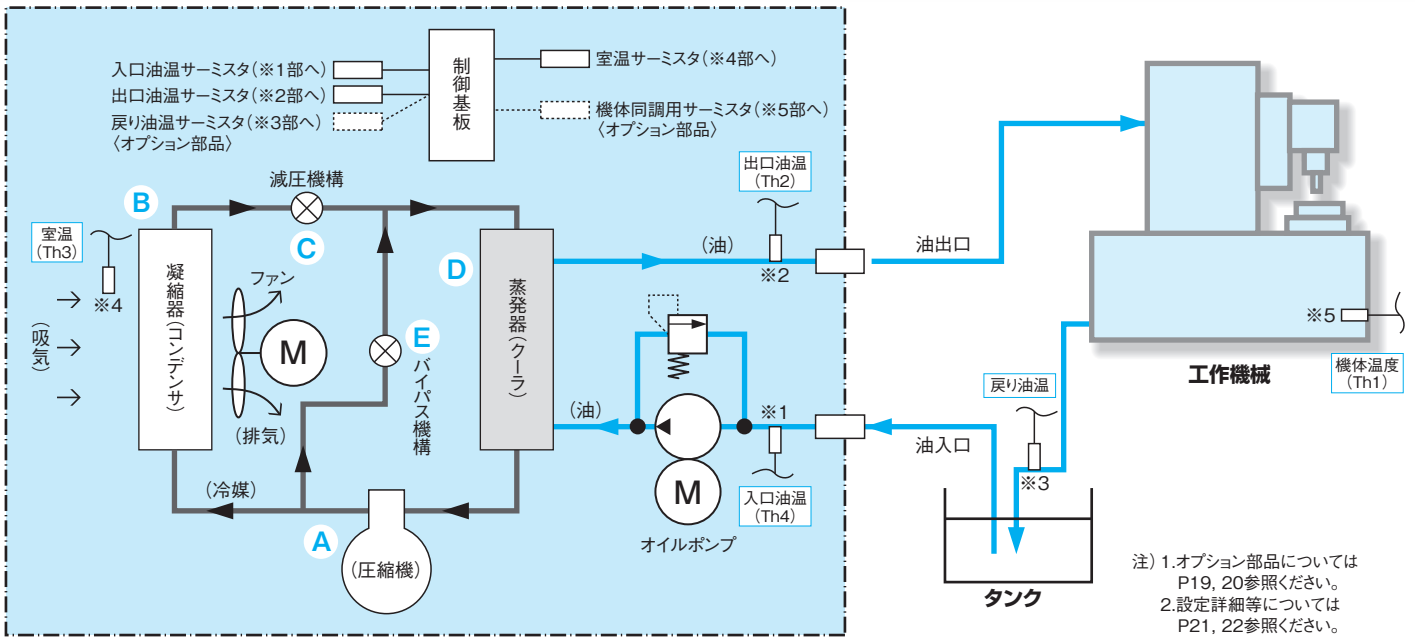 入口油温サーミスタ(※1部へ)
出口油温サーミスタ(※2部へ)
戻り油温サーミスタ(※3部へ)
〈オプション部品〉
制御基板
室温サーミスタ(※4部へ)
機体同調用サーミスタ(※5部へ)
〈オプション部品〉
減圧機構
B
C
室温
(Th3)
※4
(吸気)
凝縮器(コンデンサ)
ファン
M
(排気)
E
バイパス機構
D
蒸発器(クーラ)
(冷媒)
A
(圧縮機)
出口油温
(Th2)
(油)
※2
油出口
(油)
※1
油入口
M
入口油温
(Th4)
オイルポンプ
戻り油温
※3
タンク
※5
工作機械
機体温度
(Th1)
注) 1.オプション部品については
P19, 20参照ください。
2.設定詳細等については
P21, 22参照ください。